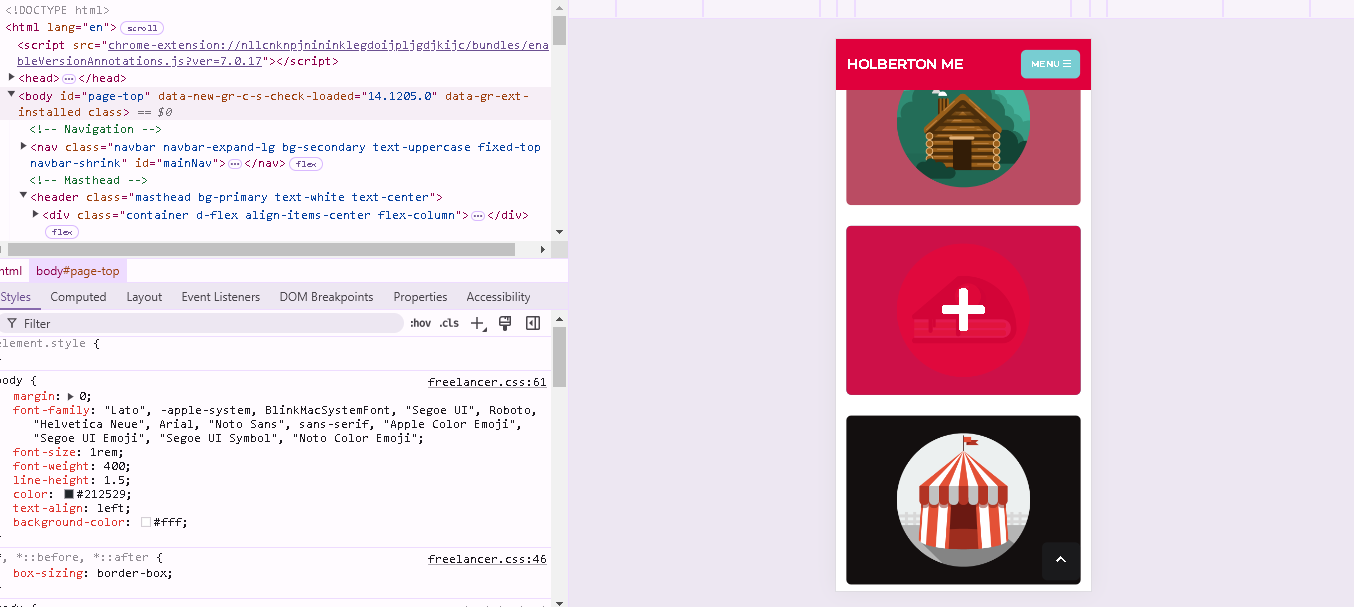 <!DOCTYPE html>
<html lang="en"> scroll
<script src="chrome-extension://nllcnknpjnininklegdoijpljgdjkijc/bundles/ena
bleVersionAnnotations.js?ver=7.0.17"></script>
<head> ⋯ </head>
<body id="page-top" data-new-gr-c-s-check-loaded="14.1205.0" data-gr-ext-
installed class> == $0
<!-- Navigation -->
<nav class="navbar navbar-expand-lg bg-secondary text-uppercase fixed-top
navbar-shrink" id="mainNav"> ⋯ </nav> flex
<!-- Masthead -->
<header class="masthead bg-primary text-white text-center">
<div class="container d-flex align-items-center flex-column"> ⋯ </div>
flex
html body#page-top
Styles Computed Layout Event Listeners DOM Breakpoints Properties Accessibility
Filter :hov .cls
element.style {
body { freelancer.css:61
margin: 0;
font-family: "Lato", -apple-system, BlinkMacSystemFont, "Segoe UI", Roboto,
"Helvetica Neue", Arial, "Noto Sans", sans-serif, "Apple Color Emoji",
"Segoe UI Emoji", "Segoe UI Symbol", "Noto Color Emoji";
font-size: 1rem;
font-weight: 400;
line-height: 1.5;
color: #212529;
text-align: left;
background-color: #fff;
*, *::before, *::after { freelancer.css:46
box-sizing: border-box;
HOLBERTON ME
MENU